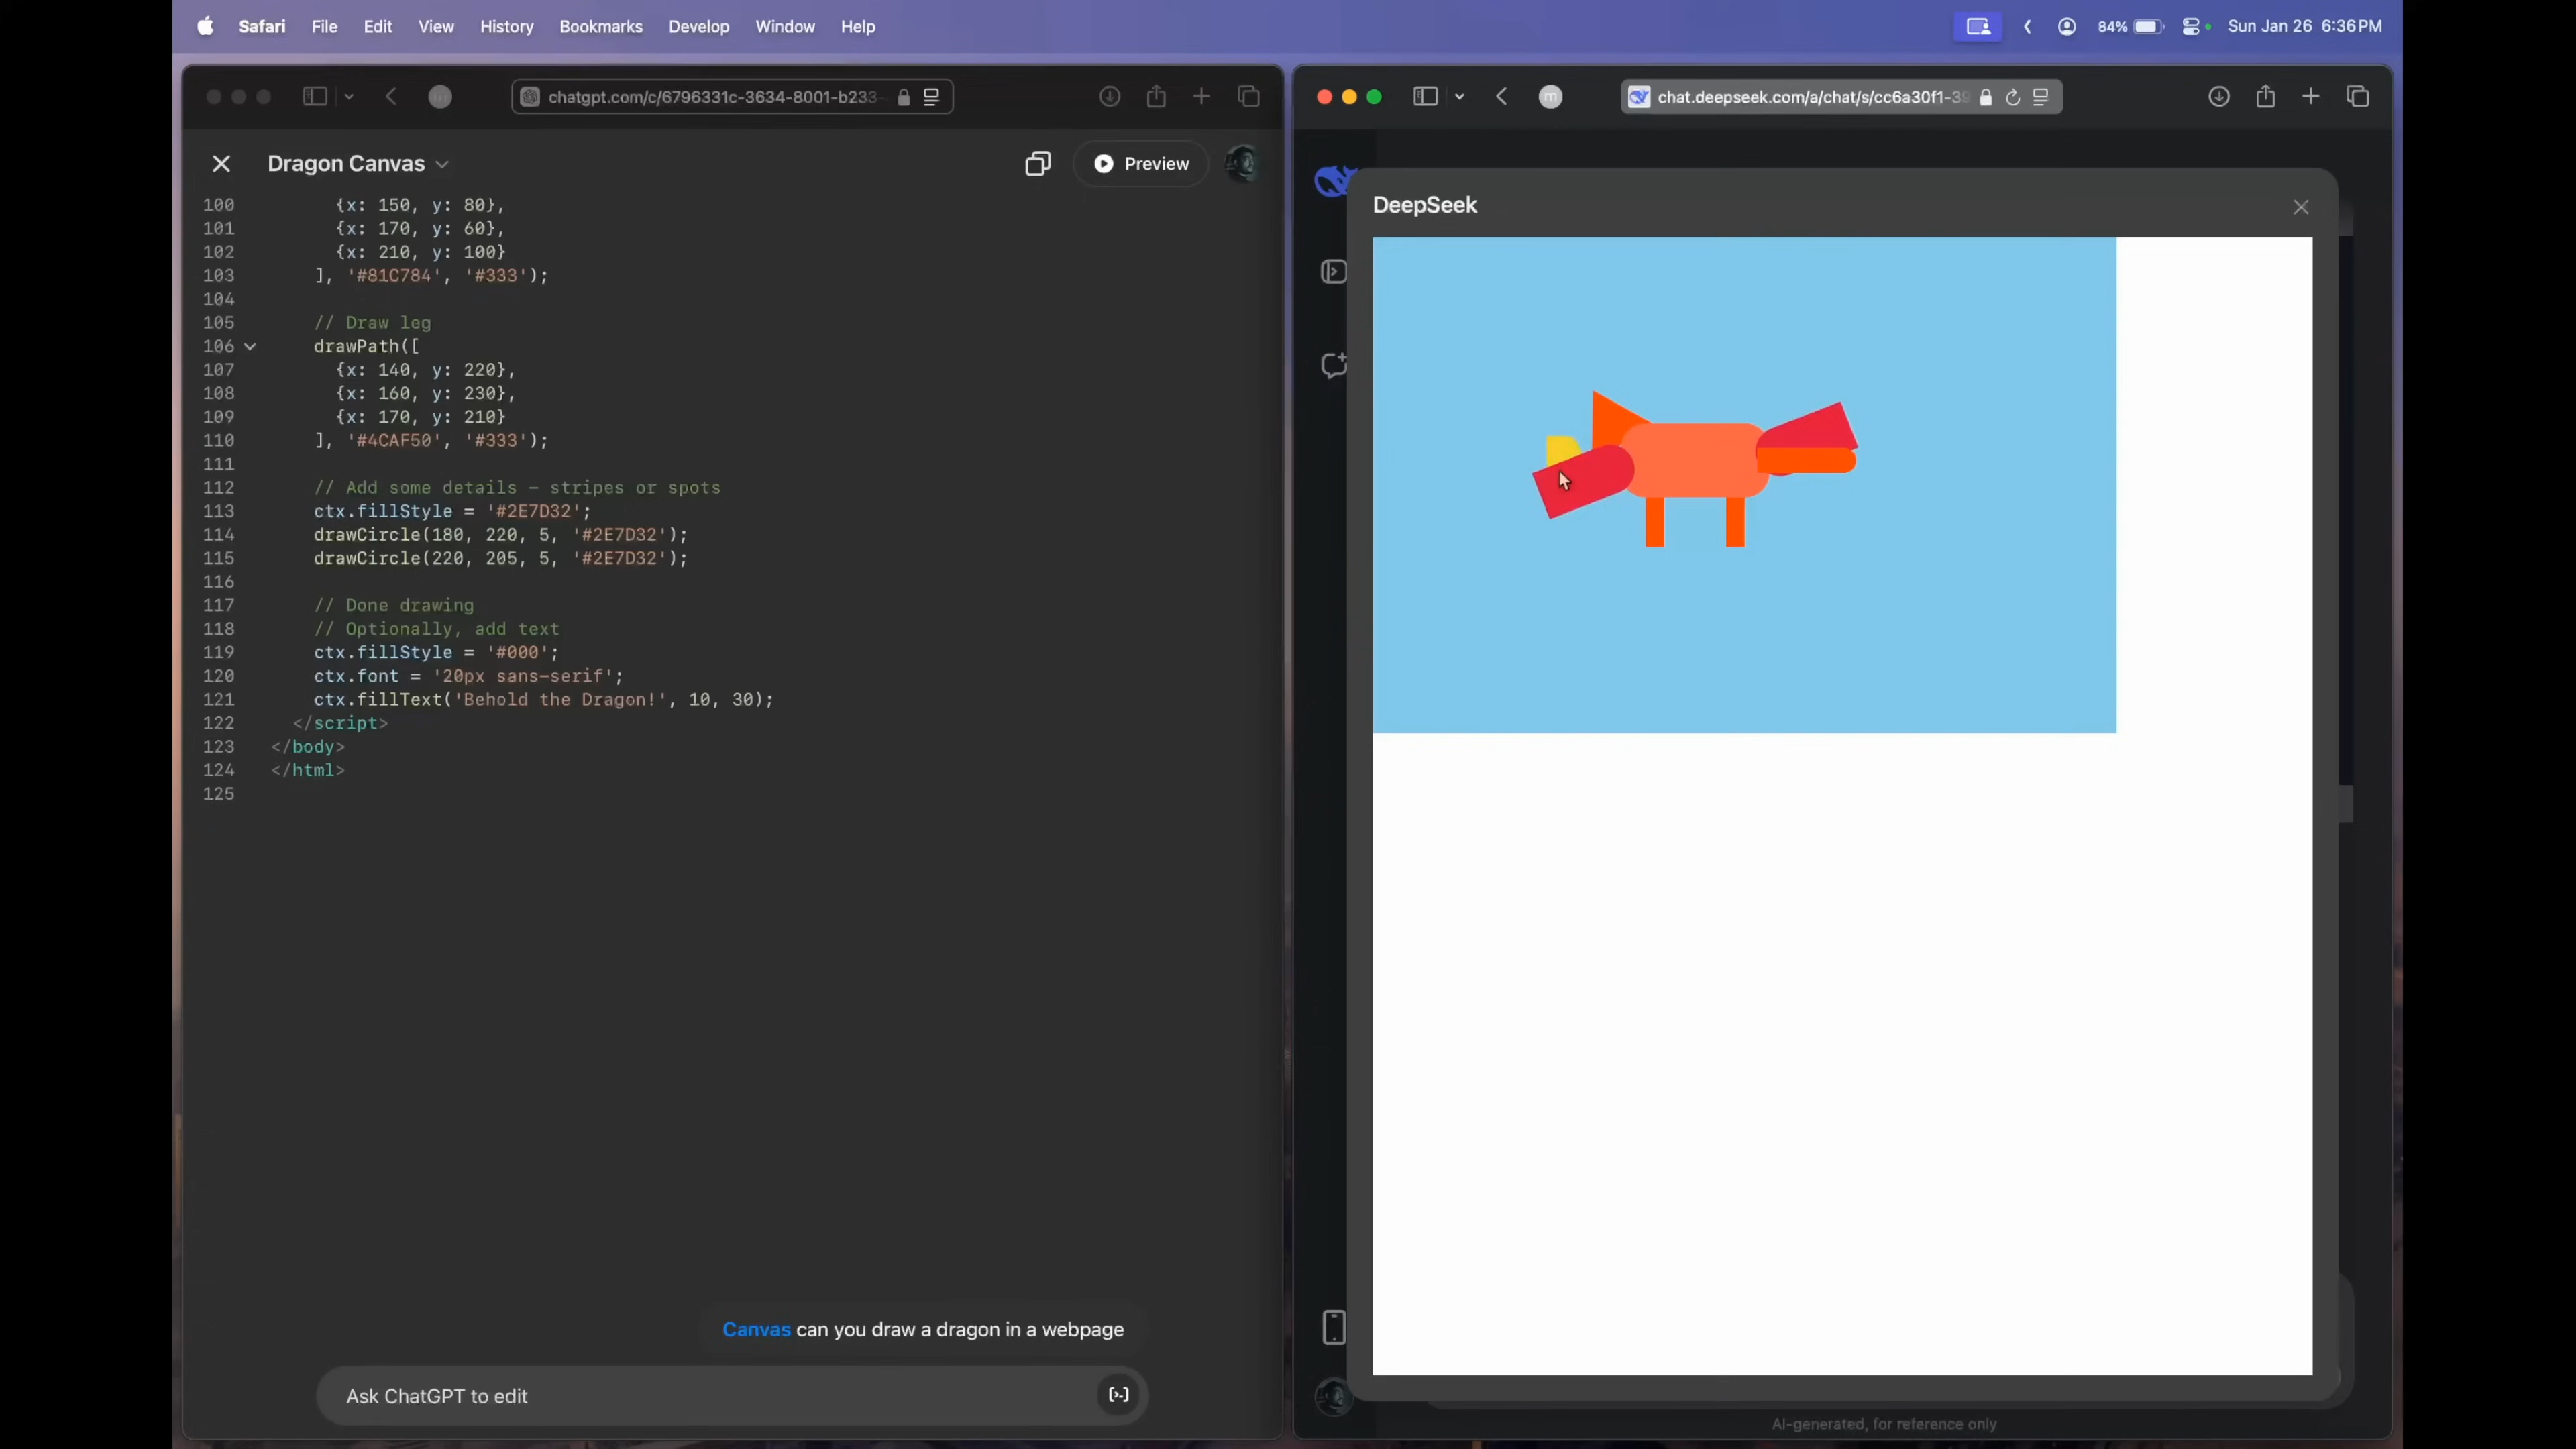 Safari File Edit View History Bookmarks Develop Window Help
84% Sun Jan 26 6:36 PM
chatgpt.com/c/6796331c-3634-8001-b233-
Dragon Canvas
Preview
100 {x: 150, y: 80},
101 {x: 170, y: 60},
102 {x: 210, y: 100}
103 ], '#81C784', '#333');
104
105 // Draw leg
106 drawPath([
107 {x: 140, y: 220},
108 {x: 160, y: 230},
109 {x: 170, y: 210}
110 ], '#4CAF50', '#333');
111
112 // Add some details – stripes or spots
113 ctx.fillStyle = '#2E7D32';
114 drawCircle(180, 220, 5, '#2E7D32');
115 drawCircle(220, 205, 5, '#2E7D32');
116
117 // Done drawing
118 // Optionally, add text
119 ctx.fillStyle = '#000';
120 ctx.font = '20px sans-serif';
121 ctx.fillText('Behold the Dragon!', 10, 30);
122 </script>
123 </body>
124 </html>
125
Canvas can you draw a dragon in a webpage
Ask ChatGPT to edit
m chat.deepseek.com/a/chat/s/cc6a30f1-39
DeepSeek
AI-generated, for reference only